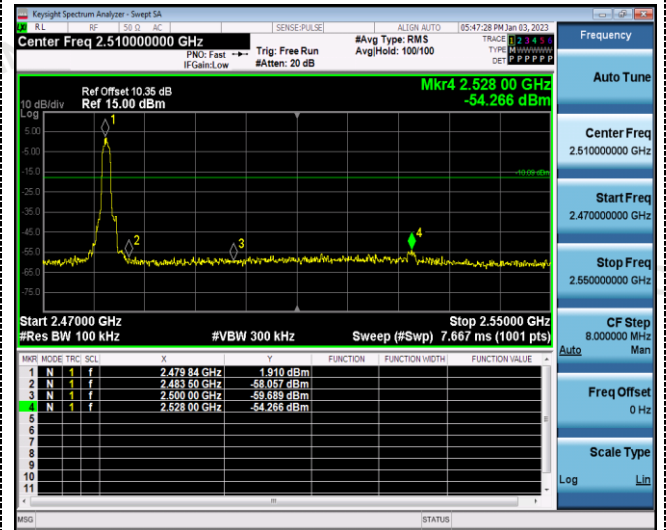 Keysight Spectrum Analyzer - Swept SA
RL RF 50 Ω AC SENSE:PULSE ALIGN AUTO 05:47:28 PM Jan 03, 2023
Center Freq 2.510000000 GHz
PNO: Fast
IFGain:Low
Trig: Free Run
#Atten: 20 dB
#Avg Type: RMS
Avg|Hold: 100/100
TRACE 1 2 3 4 5 6
TYPE M WWWWW
DET P P P P P P
Frequency
Auto Tune
Center Freq
2.510000000 GHz
Start Freq
2.470000000 GHz
Stop Freq
2.550000000 GHz
CF Step
8.000000 MHz
Auto Man
Freq Offset
0 Hz
Scale Type
Log Lin
Mkr4 2.528 00 GHz
-54.266 dBm
Ref Offset 10.35 dB
10 dB/div Ref 15.00 dBm
Log
5.00
-5.00
-15.0
-25.0
-35.0
-45.0
-55.0
-65.0
-75.0
1
2
3
4
Start 2.47000 GHz Stop 2.55000 GHz
#Res BW 100 kHz #VBW 300 kHz Sweep (#Swp) 7.667 ms (1001 pts)
MKR MODE TRC SCL X Y FUNCTION FUNCTION WIDTH FUNCTION VALUE
1 N 1 f 2.479 84 GHz 1.910 dBm
2 N 1 f 2.483 50 GHz -58.057 dBm
3 N 1 f 2.500 00 GHz -59.689 dBm
4 N 1 f 2.528 00 GHz -54.266 dBm
5
6
7
8
9
10
11
MSG STATUS